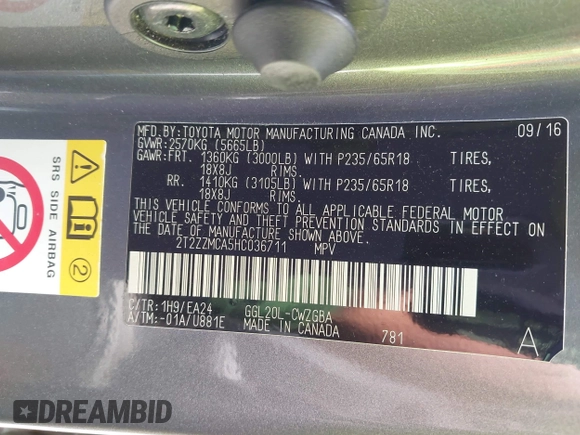 MFD.BY:TOYOTA MOTOR MANUFACTURING CANADA INC. 09/16
GVWR:2570KG (5665LB)
GAWR:FRT. 1360KG (3000LB) WITH P235/65R18 TIRES,
18X8J RIMS.
RR. 1410KG (3105LB) WITH P235/65R18 TIRES,
18X8J RIMS.
THIS VEHICLE CONFORMS TO ALL APPLICABLE FEDERAL MOTOR
VEHICLE SAFETY AND THEFT PREVENTION STANDARDS IN EFFECT ON
THE DATE OF MANUFACTURE SHOWN ABOVE.
2T2ZZMCA5HC036711 MPV
C/TR:1H9/EA24 GGL20L-CWZGBA
A/TM:-01A/U881E MADE IN CANADA 781 A
SRS SIDE AIRBAG
2
DREAMBID